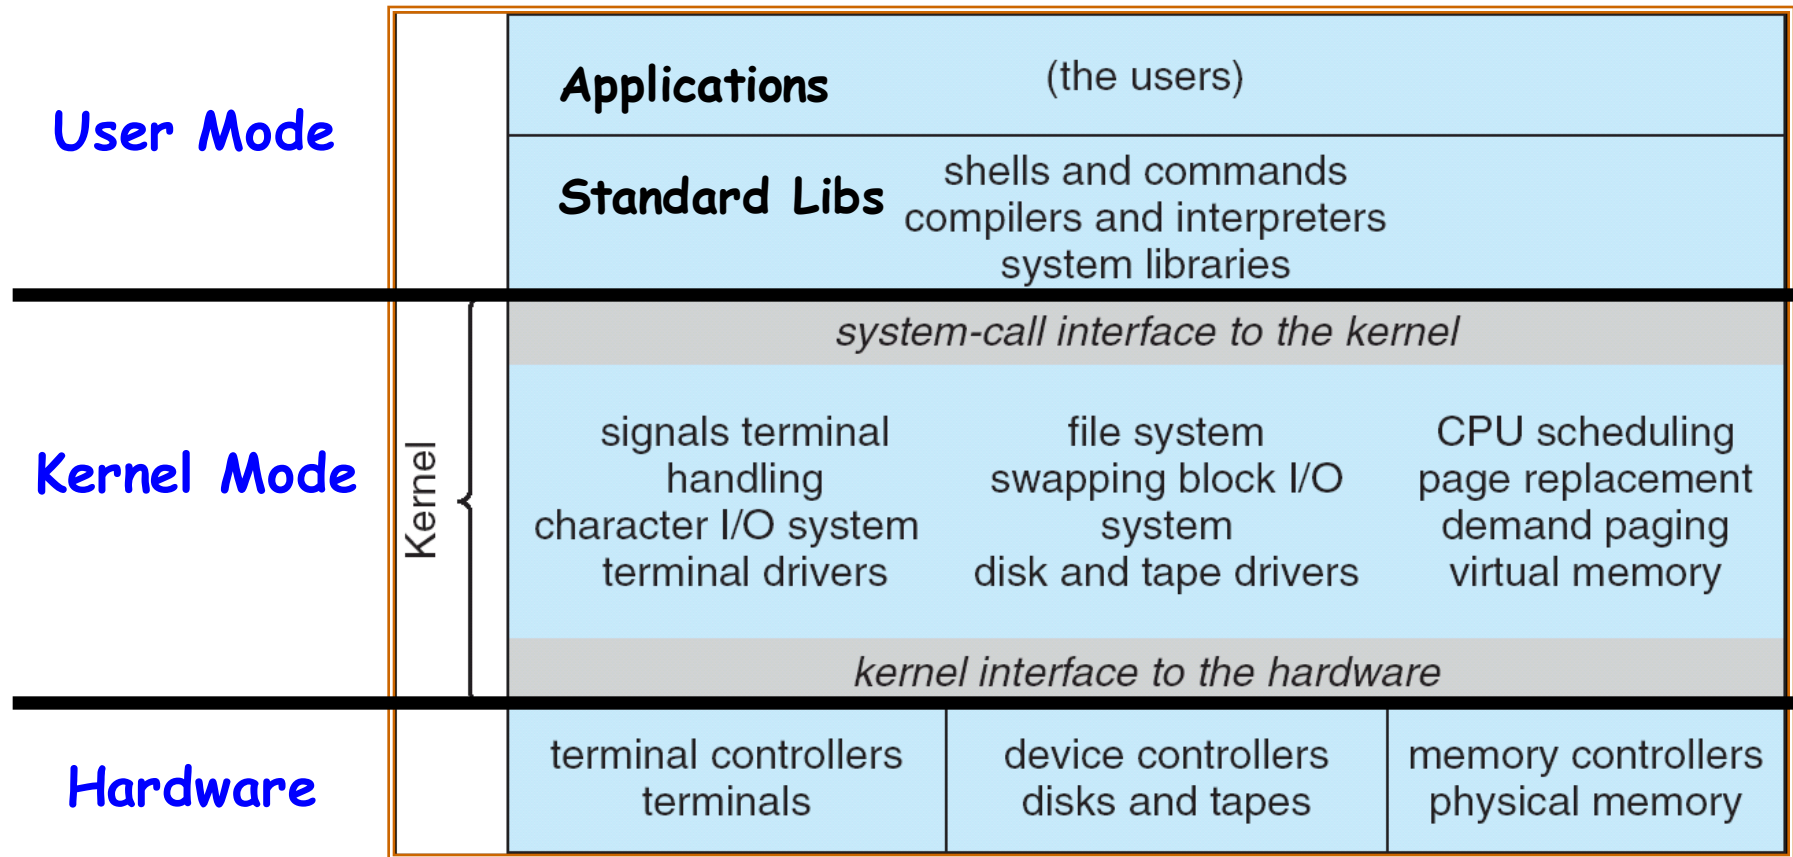 User Mode
Applications
(the users)
Standard Libs
shells and commands
compilers and interpreters
system libraries
Kernel Mode
Kernel
system-call interface to the kernel
signals terminal
handling
character I/O system
terminal drivers
file system
swapping block I/O
system
disk and tape drivers
CPU scheduling
page replacement
demand paging
virtual memory
kernel interface to the hardware
Hardware
terminal controllers
terminals
device controllers
disks and tapes
memory controllers
physical memory